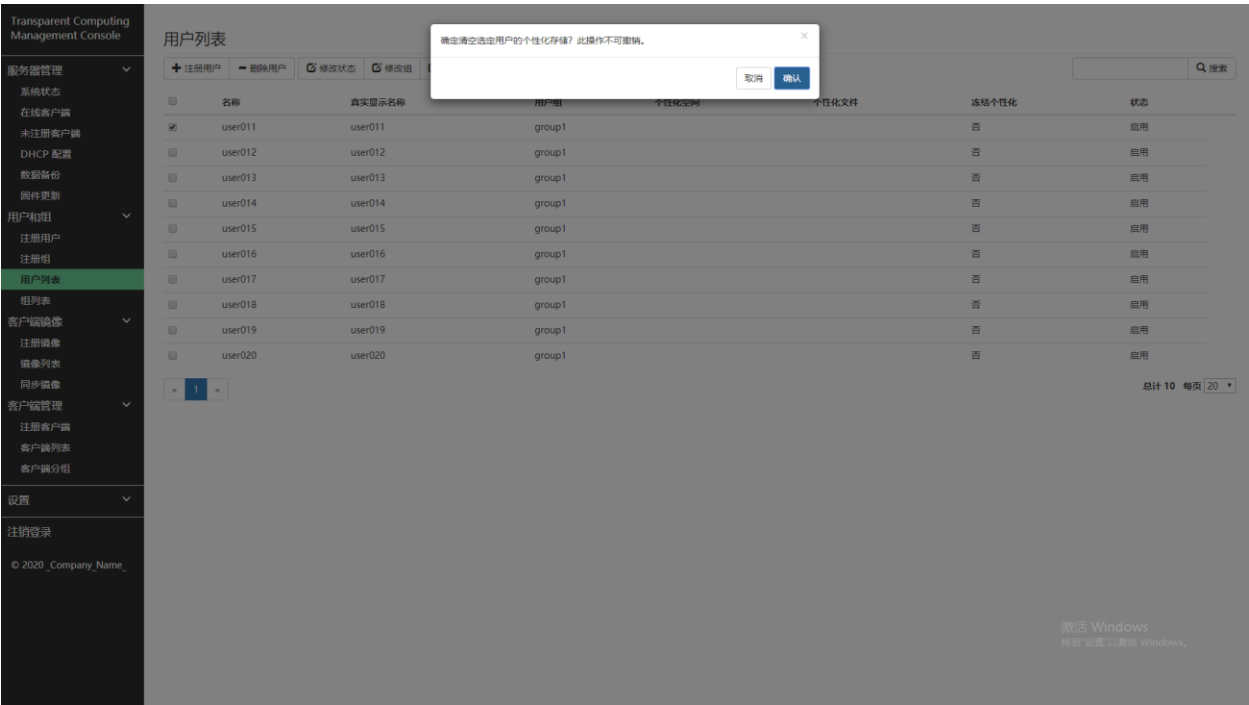 Transparent Computing
Management Console
服务器管理
系统状态
在线客户端
未注册客户端
DHCP 配置
数据备份
固件更新
用户和组
注册用户
注册组
用户列表
组列表
客户端镜像
注册镜像
镜像列表
同步镜像
客户端管理
注册客户端
客户端列表
客户端分组
设置
注销登录
© 2020 _Company_Name_
用户列表
确定清空选定用户的个性化存储？此操作不可撤销。 ×
取消 确认
注册用户 删除用户 修改状态 修改组 搜索
名称 真实显示名称 用户组 个性化空间 个性化文件 冻结个性化 状态
user011 user011 group1 否 启用
user012 user012 group1 否 启用
user013 user013 group1 否 启用
user014 user014 group1 否 启用
user015 user015 group1 否 启用
user016 user016 group1 否 启用
user017 user017 group1 否 启用
user018 user018 group1 否 启用
user019 user019 group1 否 启用
user020 user020 group1 否 启用
« 1 » 总计 10 每页 20
激活 Windows
转到"设置"以激活 Windows。